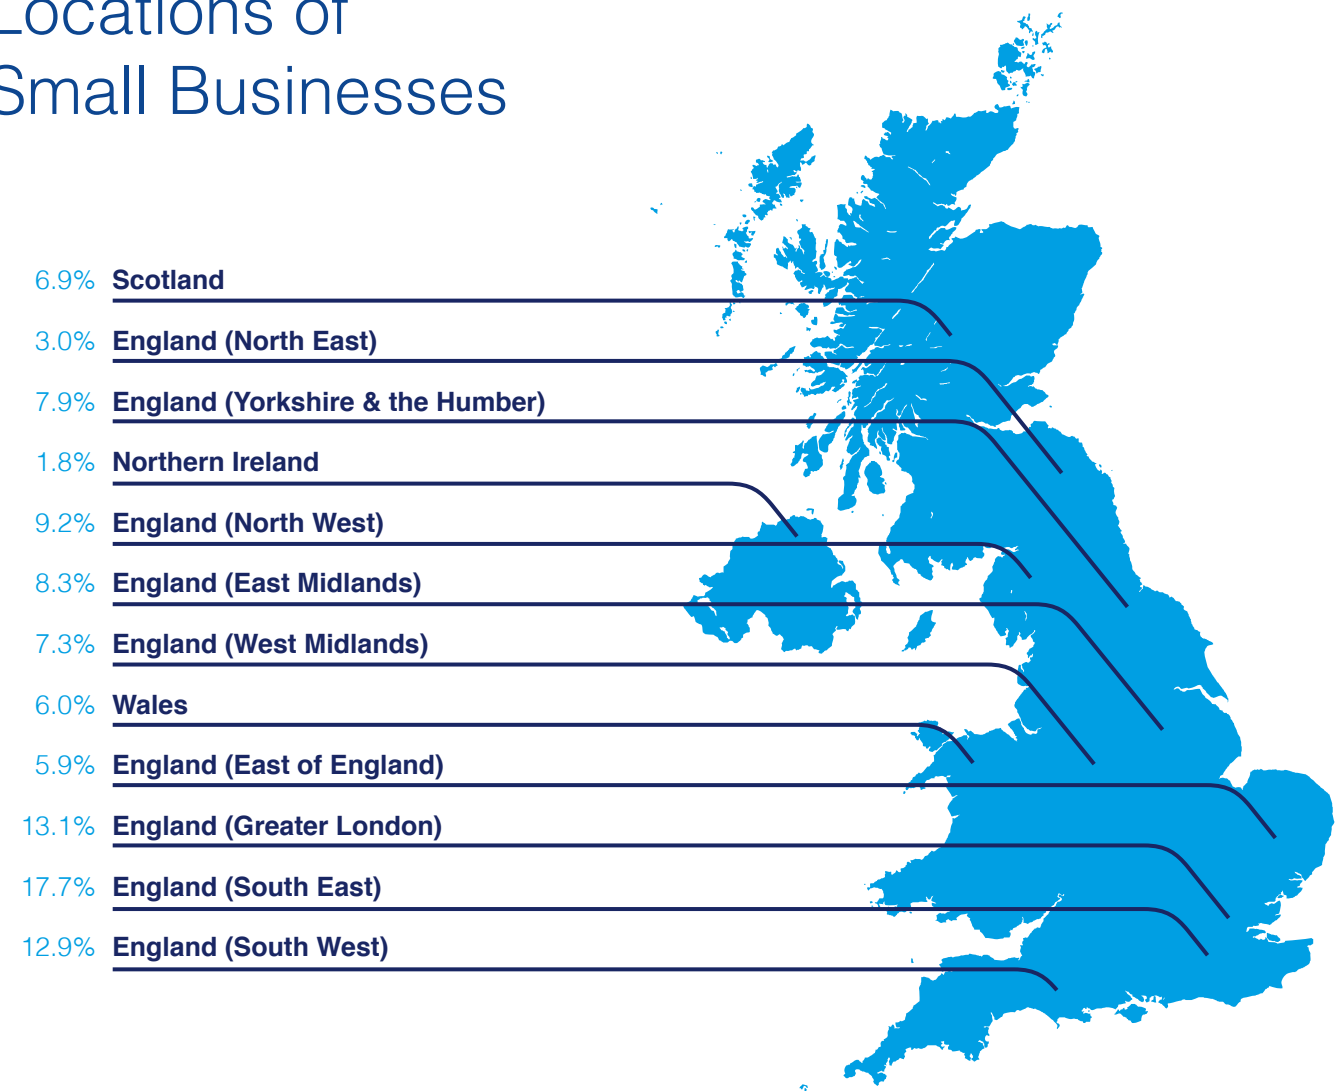 Locations of
Small Businesses
6.9% Scotland
3.0% England (North East)
7.9% England (Yorkshire & the Humber)
1.8% Northern Ireland
9.2% England (North West)
8.3% England (East Midlands)
7.3% England (West Midlands)
6.0% Wales
5.9% England (East of England)
13.1% England (Greater London)
17.7% England (South East)
12.9% England (South West)